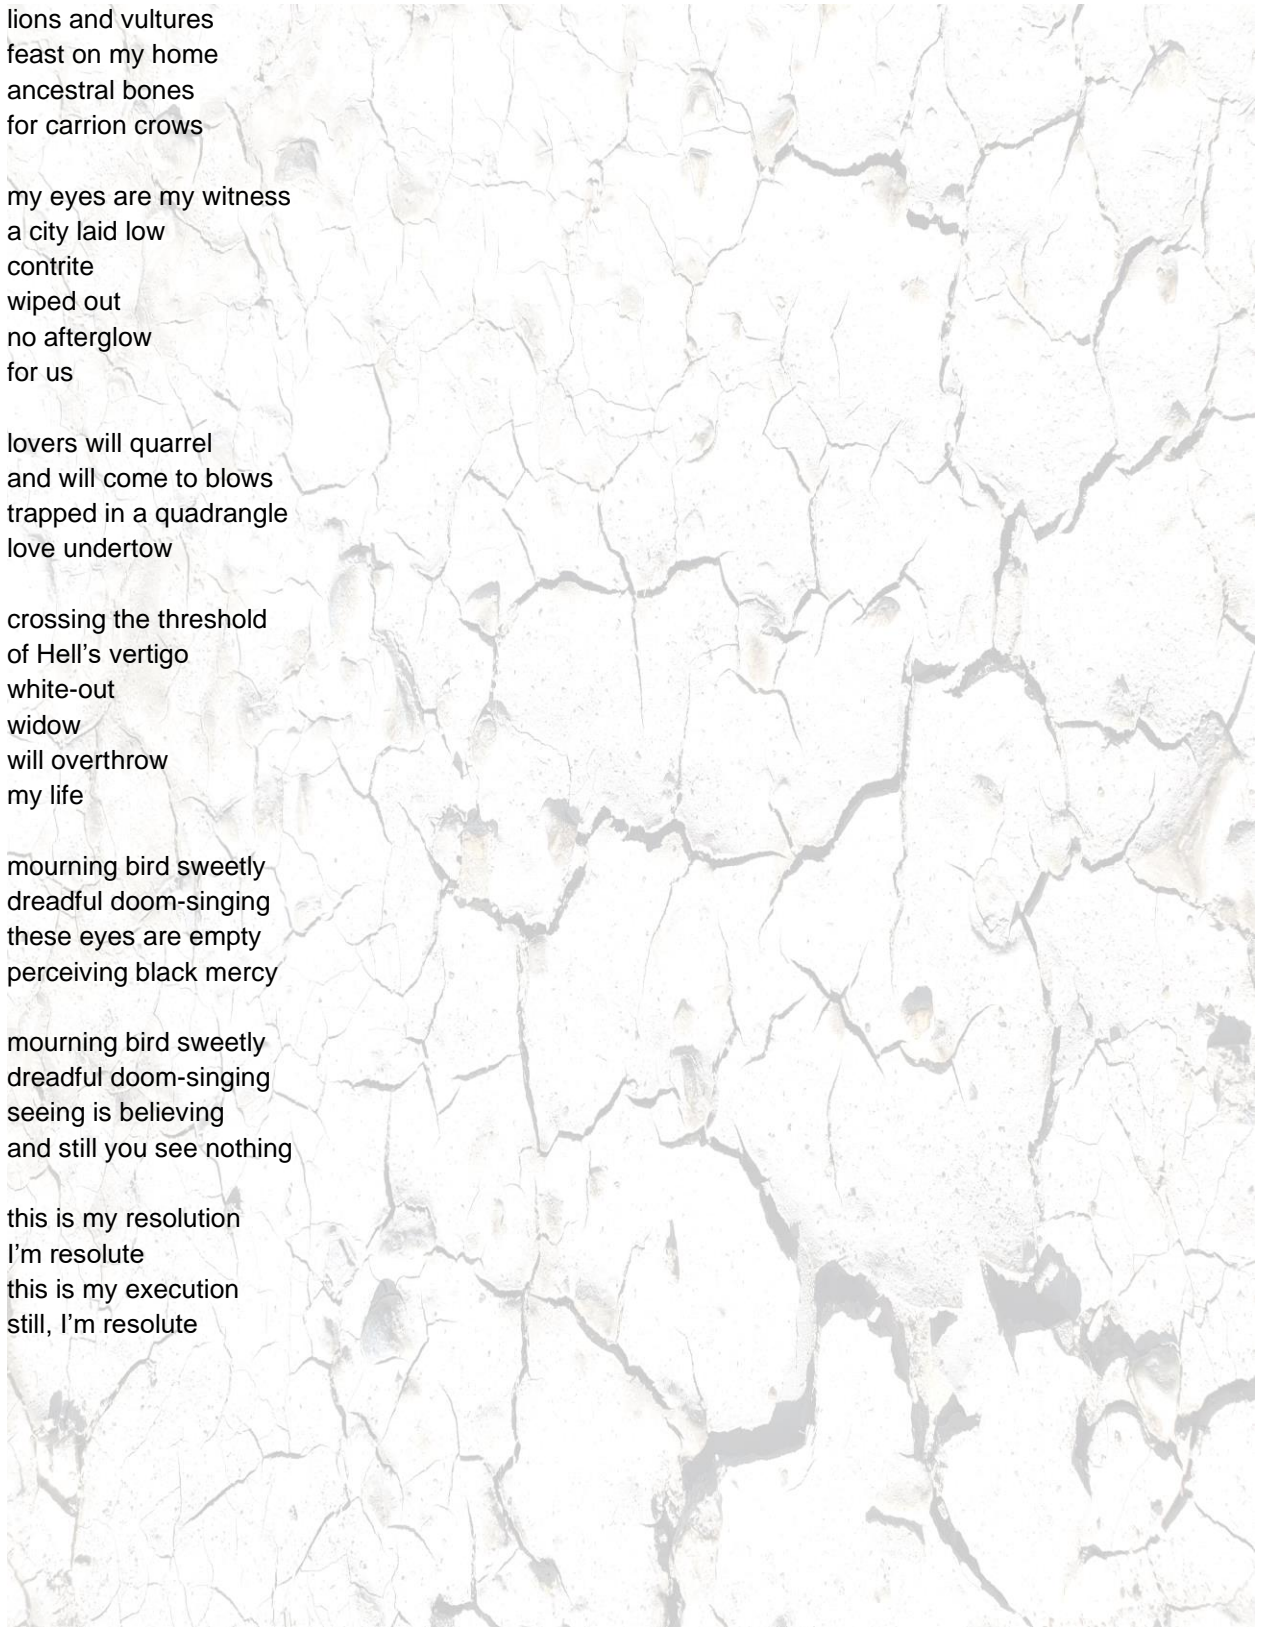 lions and vultures
feast on my home
ancestral bones
for carrion crows

my eyes are my witness
a city laid low
contrite
wiped out
no afterglow
for us

lovers will quarrel
and will come to blows
trapped in a quadrangle
love undertow

crossing the threshold
of Hell’s vertigo
white-out
widow
will overthrow
my life

mourning bird sweetly
dreadful doom-singing
these eyes are empty
perceiving black mercy

mourning bird sweetly
dreadful doom-singing
seeing is believing
and still you see nothing

this is my resolution
I’m resolute
this is my execution
still, I’m resolute